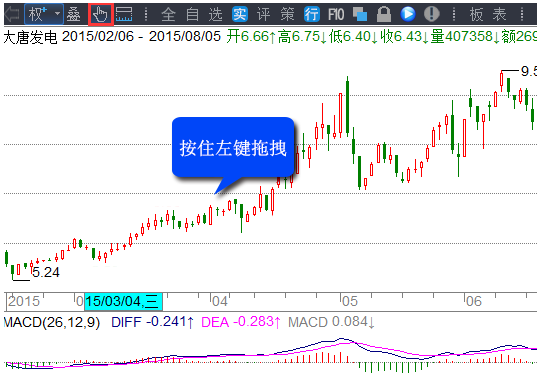 权 叠 全 自 选 实 评 策 行 F10 板 表
大唐发电 2015/02/06 - 2015/08/05 开6.66↑高6.75↓低6.40↓收6.43↓量407358↓额269
9.5
按住左键拖拽
5.24
2015 0 15/03/04,三 04 05 06
MACD(26,12,9) DIFF -0.241↑ DEA -0.283↑ MACD 0.084↓